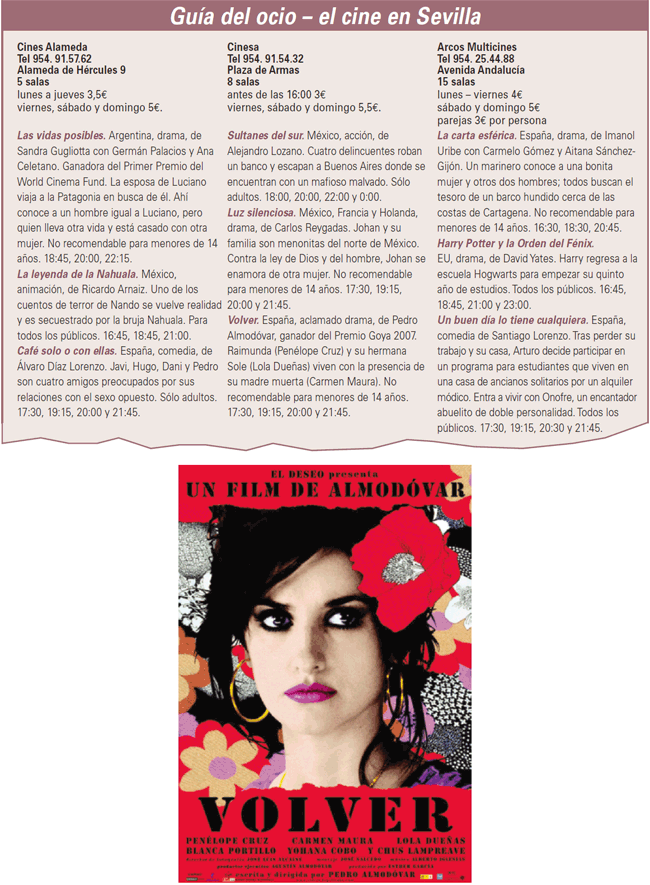 Guía del ocio – el cine en Sevilla
Cines Alameda
Tel 954. 91.57.62
Alameda de Hércules 9
5 salas
lunes a jueves 3,5€
viernes, sábado y domingo 5€.
Las vidas posibles. Argentina, drama, de
Sandra Gugliotta con Germán Palacios y Ana
Celetano. Ganadora del Primer Premio del
World Cinema Fund. La esposa de Luciano
viaja a la Patagonia en busca de él. Ahí
conoce a un hombre igual a Luciano, pero
quien lleva otra vida y está casado con otra
mujer. No recomendable para menores de 14
años. 18:45, 20:00, 22:15.
La leyenda de la Nahuala. México,
animación, de Ricardo Arnaiz. Uno de los
cuentos de terror de Nando se vuelve realidad
y es secuestrado por la bruja Nahuala. Para
todos los públicos. 16:45, 18:45, 21:00.
Café solo o con ellas. España, comedia, de
Álvaro Díaz Lorenzo. Javi, Hugo, Dani y Pedro
son cuatro amigos preocupados por sus
relaciones con el sexo opuesto. Sólo adultos.
17:30, 19:15, 20:00 y 21:45.
Cinesa
Tel 954. 91.54.32
Plaza de Armas
8 salas
antes de las 16:00 3€
viernes, sábado y domingo 5,5€.
Sultanes del sur. México, acción, de
Alejandro Lozano. Cuatro delincuentes roban
un banco y escapan a Buenos Aires donde se
encuentran con un mafioso malvado. Sólo
adultos. 18:00, 20:00, 22:00 y 0:00.
Luz silenciosa. México, Francia y Holanda,
drama, de Carlos Reygadas. Johan y su
familia son menonitas del norte de México.
Contra la ley de Dios y del hombre, Johan se
enamora de otra mujer. No recomendable
para menores de 14 años. 17:30, 19:15,
20:00 y 21:45.
Volver. España, aclamado drama, de Pedro
Almodóvar, ganador del Premio Goya 2007.
Raimunda (Penélope Cruz) y su hermana
Sole (Lola Dueñas) viven con la presencia de
su madre muerta (Carmen Maura). No
recomendable para menores de 14 años.
17:30, 19:15, 20:00 y 21:45.
Arcos Multicines
Tel 954. 25.44.88
Avenida Andalucía
15 salas
lunes – viernes 4€
sábado y domingo 5€
parejas 3€ por persona
La carta esférica. España, drama, de Imanol
Uribe con Carmelo Gómez y Aitana Sánchez-
Gijón. Un marinero conoce a una bonita
mujer y otros dos hombres; todos buscan el
tesoro de un barco hundido cerca de las
costas de Cartagena. No recomendable para
menores de 14 años. 16:30, 18:30, 20:45.
Harry Potter y la Orden del Fénix.
EU, drama, de David Yates. Harry regresa a la
escuela Hogwarts para empezar su quinto
año de estudios. Todos los públicos. 16:45,
18:45, 21:00 y 23:00.
Un buen día lo tiene cualquiera. España,
comedia de Santiago Lorenzo. Tras perder su
trabajo y su casa, Arturo decide participar en
un programa para estudiantes que viven en
una casa de ancianos solitarios por un alquiler
módico. Entra a vivir con Onofre, un encantador
abuelito de doble personalidad. Todos los
públicos. 17:30, 19:15, 20:30 y 21:45.
EL DESEO presenta
UN FILM DE ALMODÓVAR
VOLVER
PENÉLOPE CRUZ CARMEN MAURA LOLA DUEÑAS
BLANCA PORTILLO YOHANA COBO Y CHUS LAMPREAVE
escrito y dirigido por PEDRO ALMODÓVAR